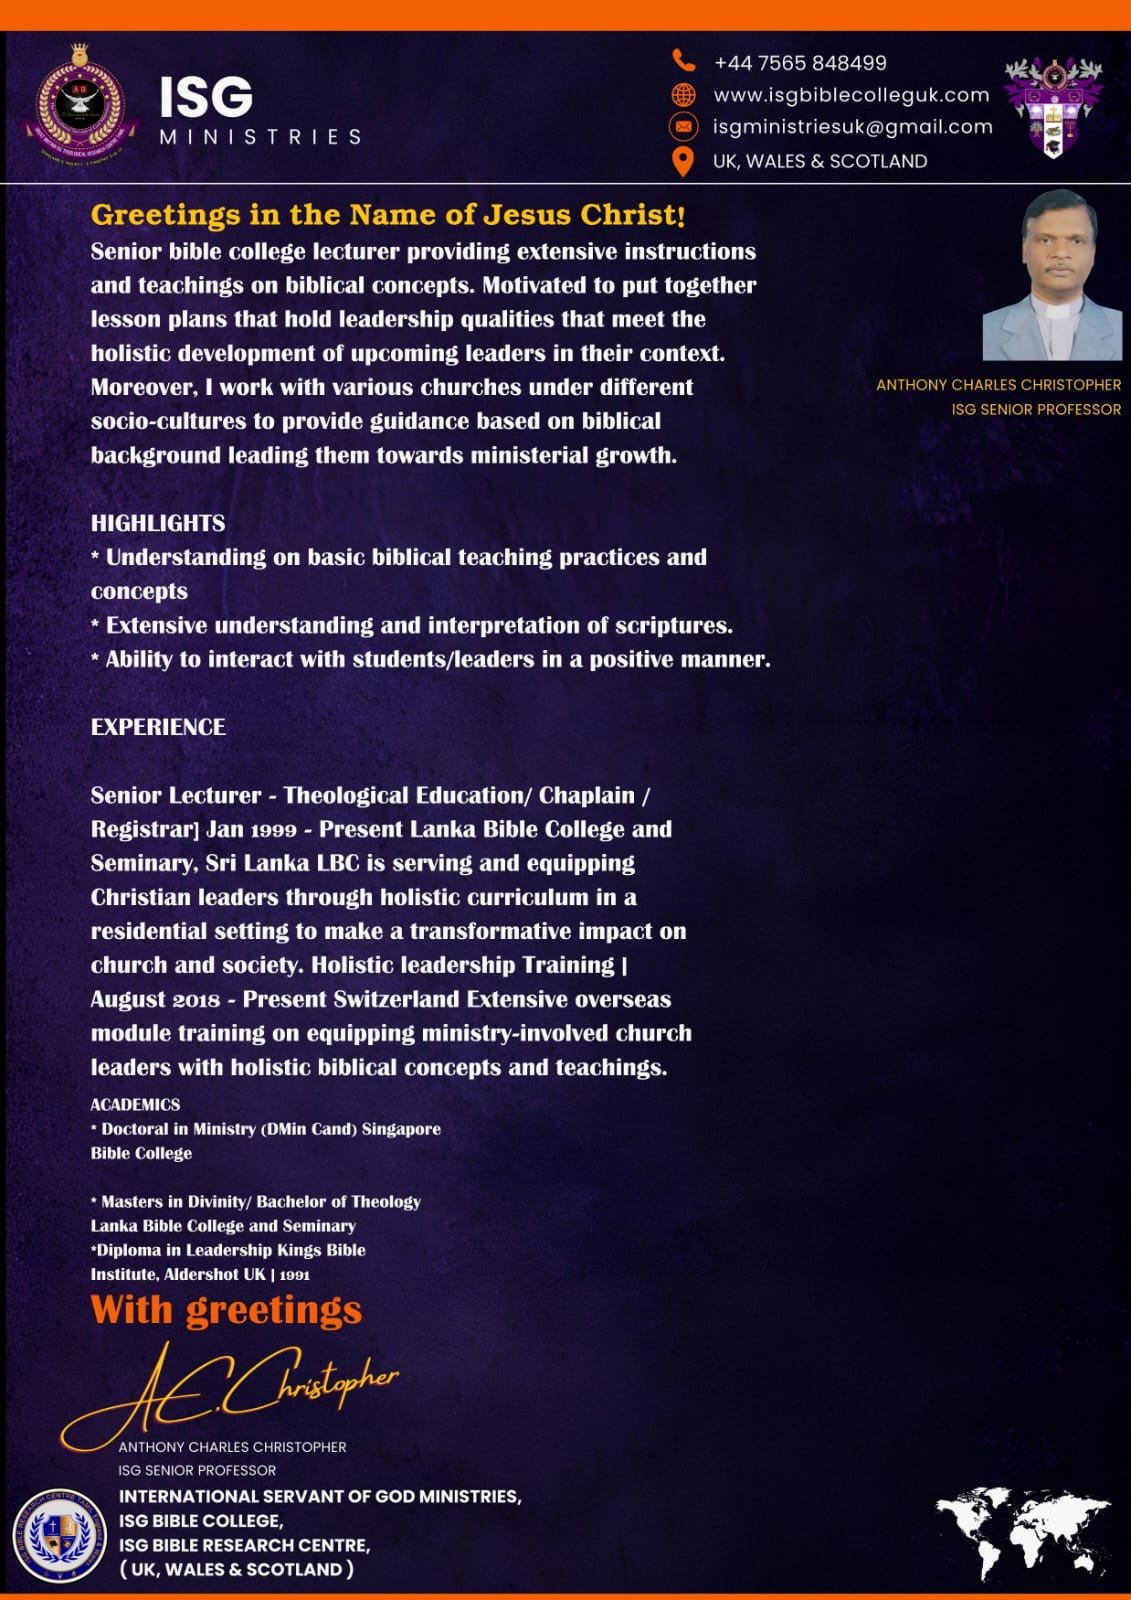 ISG
MINISTRIES
+44 7565 848499
www.isgbiblecolleguk.com
isgministriesuk@gmail.com
UK, WALES & SCOTLAND
Greetings in the Name of Jesus Christ!
Senior bible college lecturer providing extensive instructions
and teachings on biblical concepts. Motivated to put together
lesson plans that hold leadership qualities that meet the
holistic development of upcoming leaders in their context.
Moreover, I work with various churches under different
socio-cultures to provide guidance based on biblical
background leading them towards ministerial growth.
ANTHONY CHARLES CHRISTOPHER
ISG SENIOR PROFESSOR
HIGHLIGHTS
* Understanding on basic biblical teaching practices and
concepts
* Extensive understanding and interpretation of scriptures.
* Ability to interact with students/leaders in a positive manner.
EXPERIENCE
Senior Lecturer - Theological Education/ Chaplain /
Registrar] Jan 1999 - Present Lanka Bible College and
Seminary, Sri Lanka LBC is serving and equipping
Christian leaders through holistic curriculum in a
residential setting to make a transformative impact on
church and society. Holistic leadership Training |
August 2018 - Present Switzerland Extensive overseas
module training on equipping ministry-involved church
leaders with holistic biblical concepts and teachings.
ACADEMICS
* Doctoral in Ministry (DMin Cand) Singapore
Bible College
* Masters in Divinity/ Bachelor of Theology
Lanka Bible College and Seminary
*Diploma in Leadership Kings Bible
Institute, Aldershot UK | 1991
With greetings
A.C.Christopher
ANTHONY CHARLES CHRISTOPHER
ISG SENIOR PROFESSOR
INTERNATIONAL SERVANT OF GOD MINISTRIES,
ISG BIBLE COLLEGE,
ISG BIBLE RESEARCH CENTRE,
( UK, WALES & SCOTLAND )